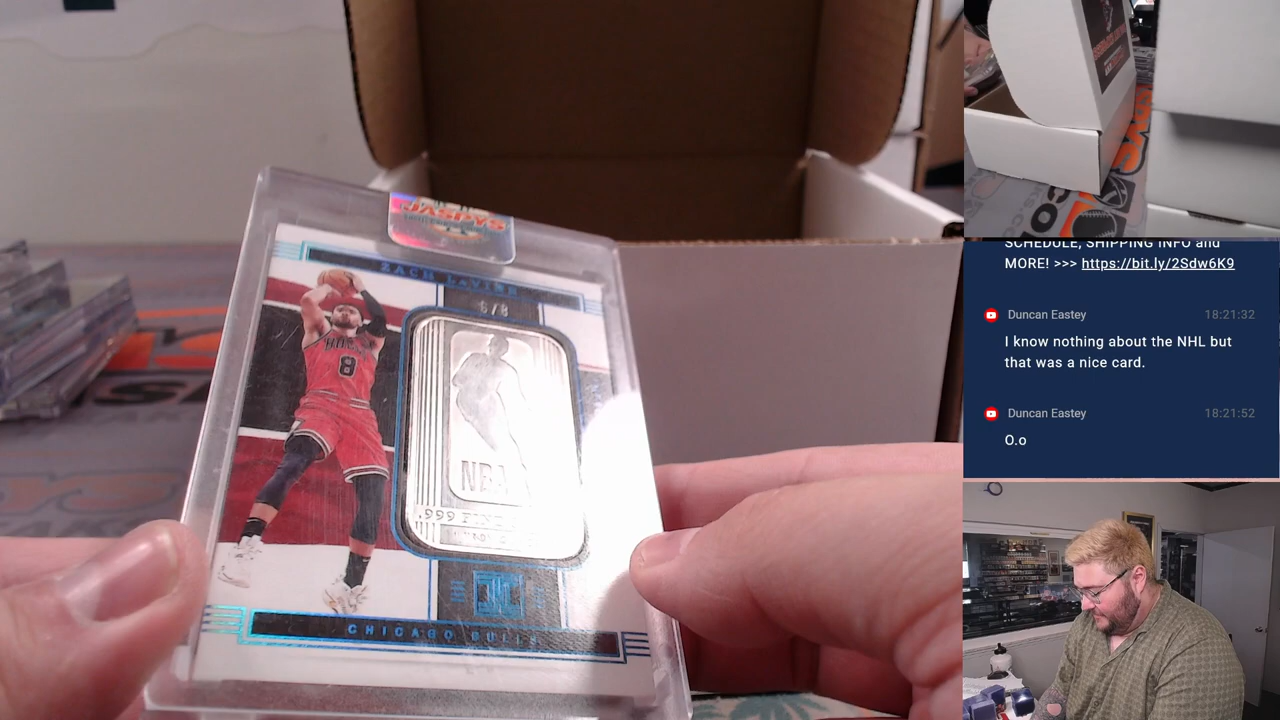 JASPYS
ZACH LaVINE
6/8
BULLS
8
NBA
.999 FINE
CHICAGO BULLS
SCHEDULE, SHIPPING INFO and
MORE! >>> https://bit.ly/2Sdw6K9
Duncan Eastey 18:21:32
I know nothing about the NHL but
that was a nice card.
Duncan Eastey 18:21:52
O.o